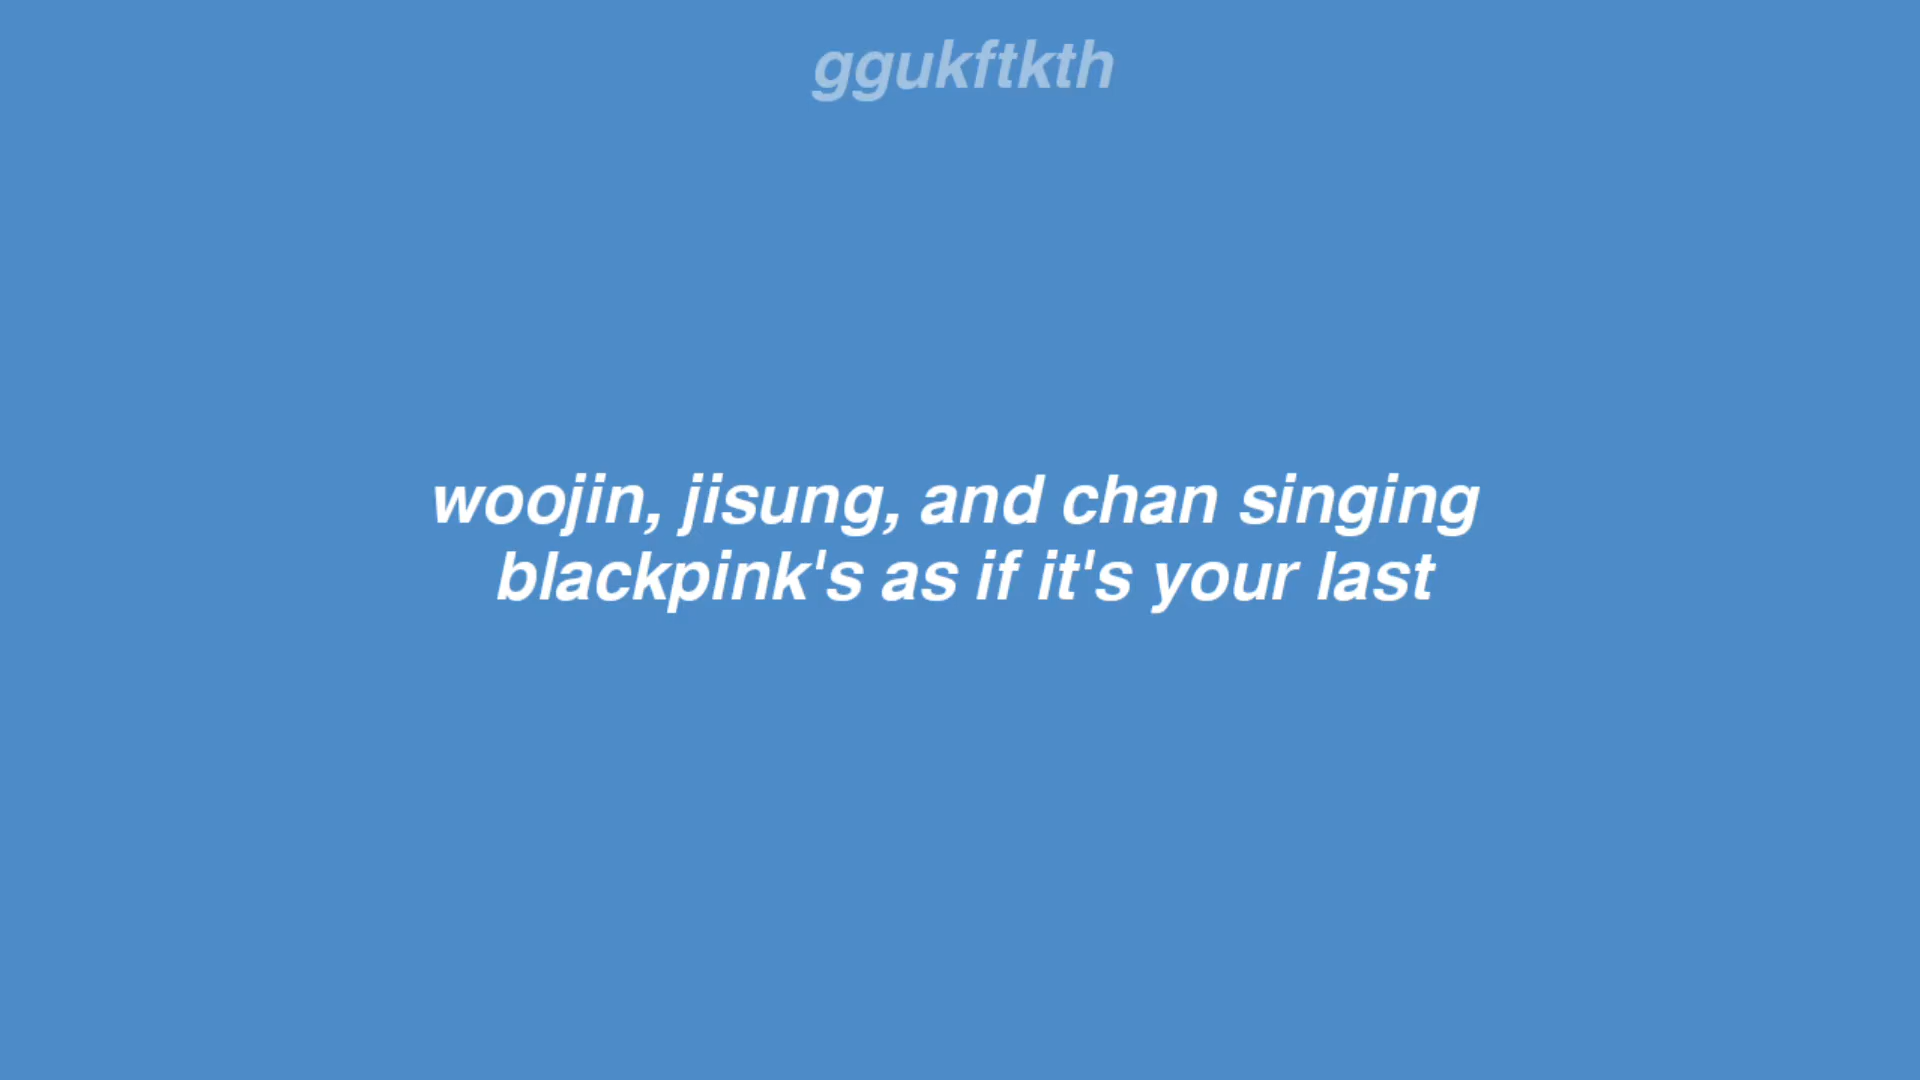 ggukftkth
woojin, jisung, and chan singing
blackpink's as if it's your last